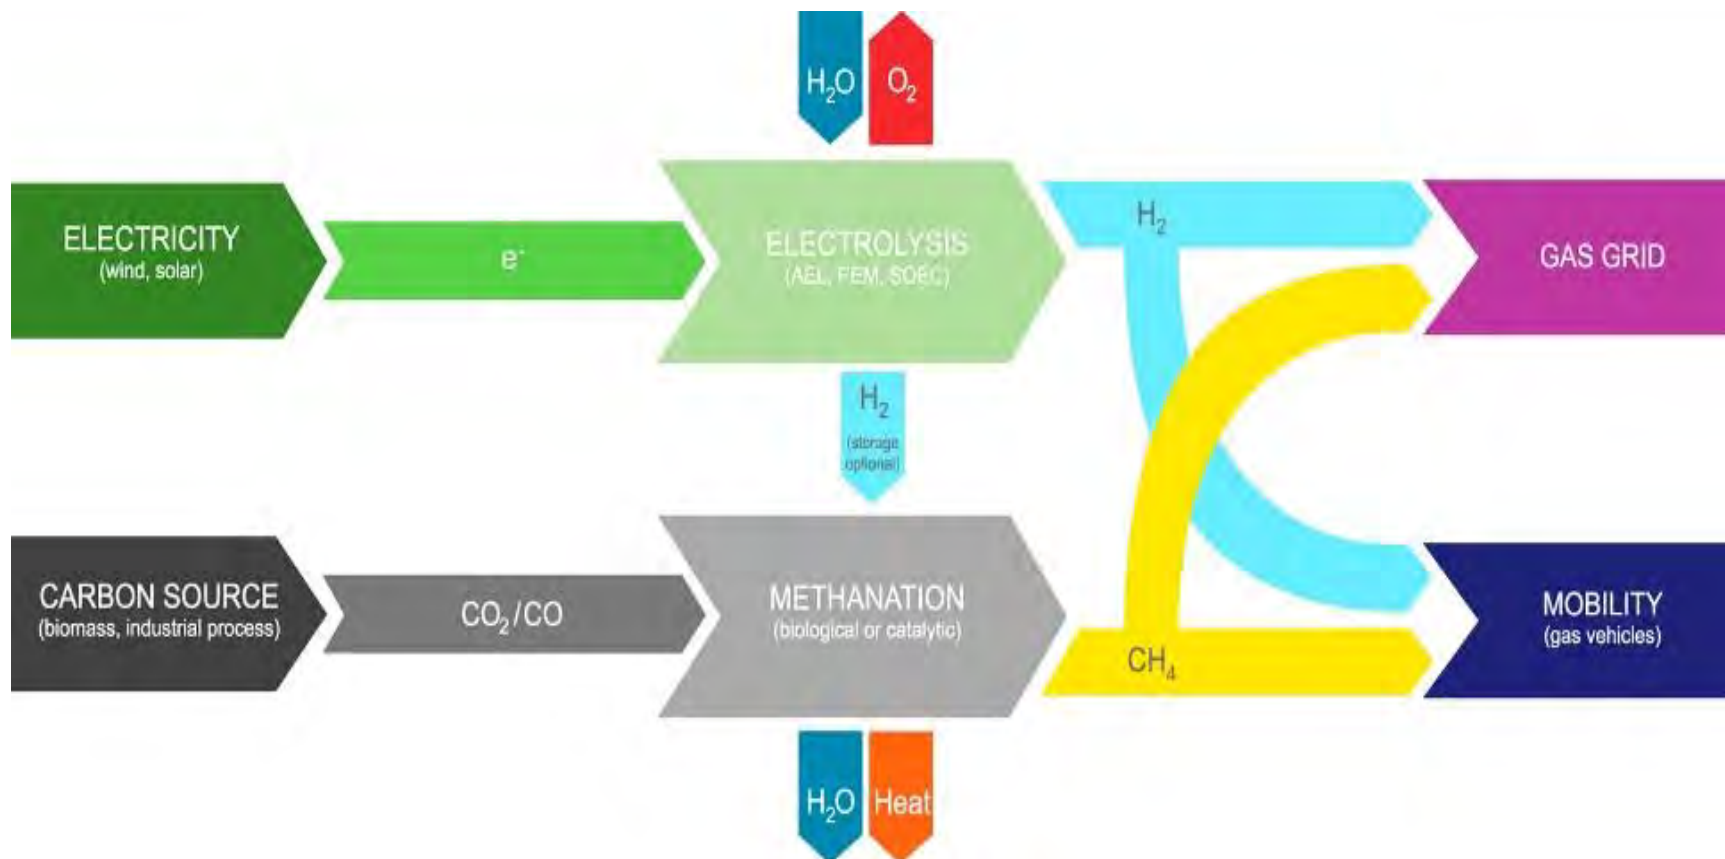 H₂O
O₂
ELECTRICITY
(wind, solar)
e⁻
ELECTROLYSIS
(AEL, PEM, SOEC)
H₂
GAS GRID
H₂
(storage
optional)
CARBON SOURCE
(biomass, industrial process)
CO₂/CO
METHANATION
(biological or catalytic)
CH₄
MOBILITY
(gas vehicles)
H₂O
Heat